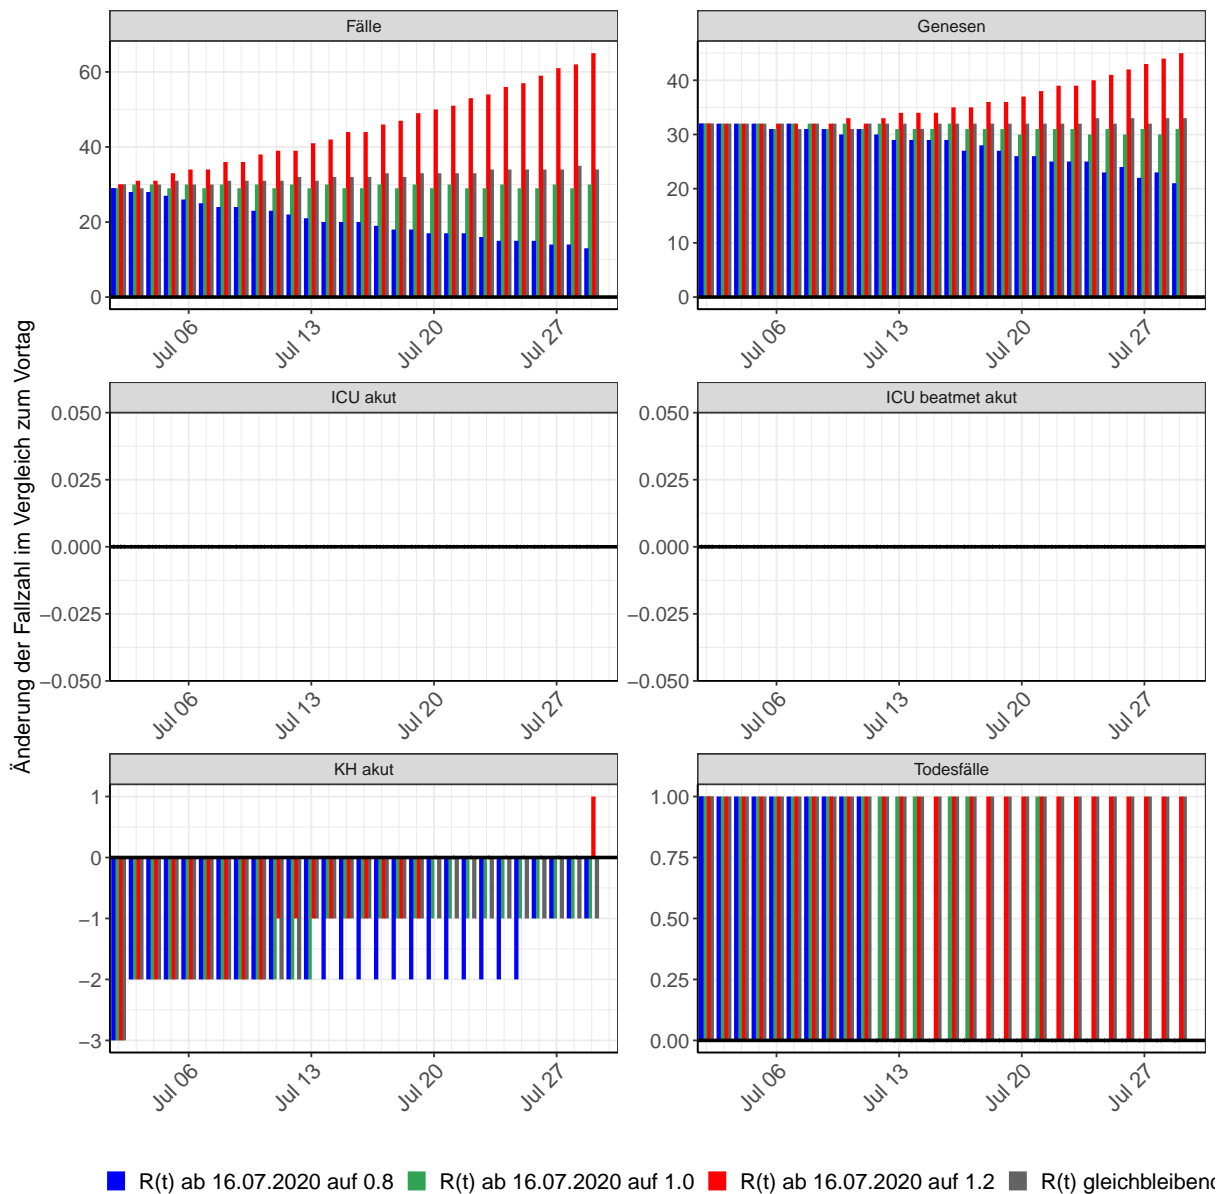 Fälle
Genesen
60
40
20
0
40
30
20
10
0
Jul 06
Jul 13
Jul 20
Jul 27
Jul 06
Jul 13
Jul 20
Jul 27
Änderung der Fallzahl im Vergleich zum Vortag
ICU akut
ICU beatmet akut
0.050
0.025
0.000
−0.025
−0.050
0.050
0.025
0.000
−0.025
−0.050
Jul 06
Jul 13
Jul 20
Jul 27
Jul 06
Jul 13
Jul 20
Jul 27
KH akut
Todesfälle
1
0
−1
−2
−3
1.00
0.75
0.50
0.25
0.00
Jul 06
Jul 13
Jul 20
Jul 27
Jul 06
Jul 13
Jul 20
Jul 27
R(t) ab 16.07.2020 auf 0.8 R(t) ab 16.07.2020 auf 1.0 R(t) ab 16.07.2020 auf 1.2 R(t) gleichbleibend